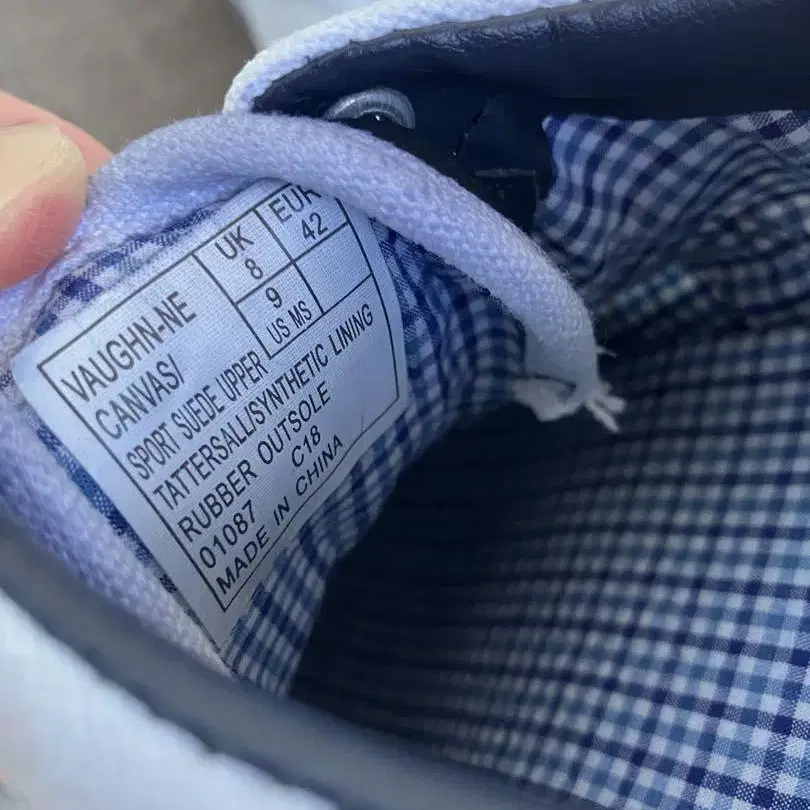 UK EUR
8 42
9
US MS
VAUGHN-NE
CANVAS/
SPORT SUEDE UPPER
TATTERSALL/SYNTHETIC LINING
RUBBER OUTSOLE
01087 C18
MADE IN CHINA